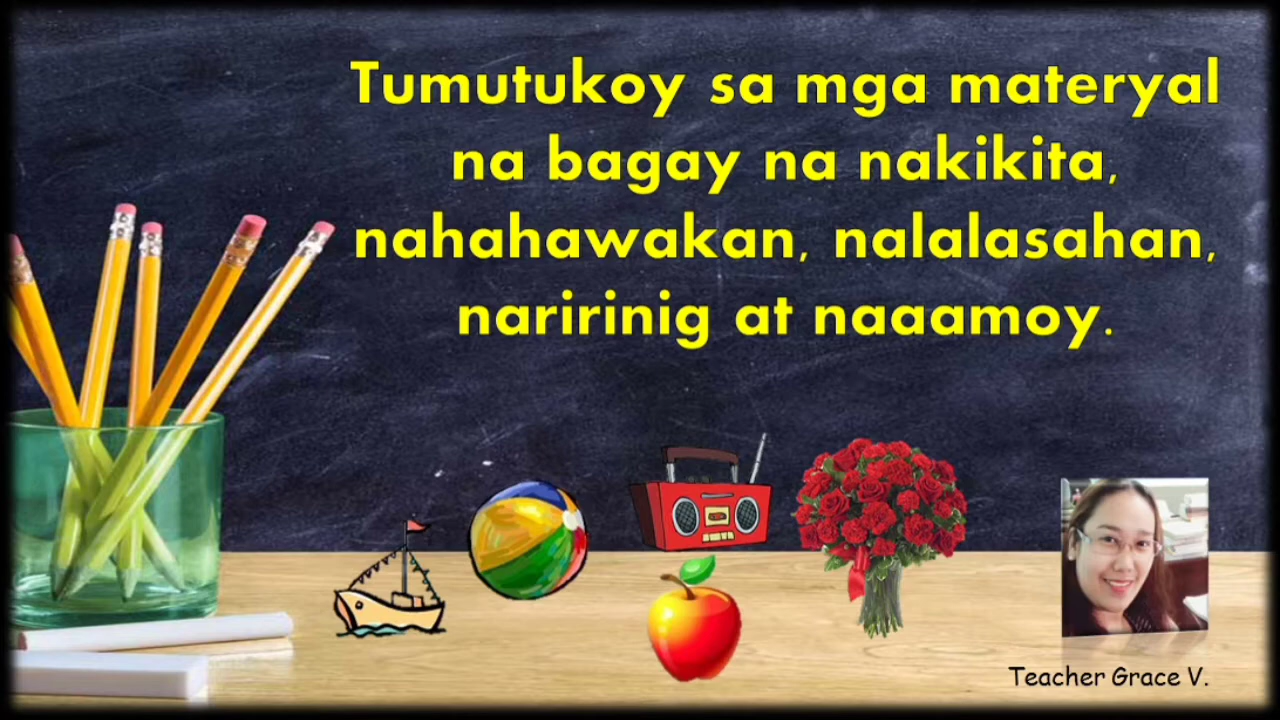 Tumutukoy sa mga materyal
na bagay na nakikita,
nahahawakan, nalalasahan,
naririnig at naaamoy.
Teacher Grace V.